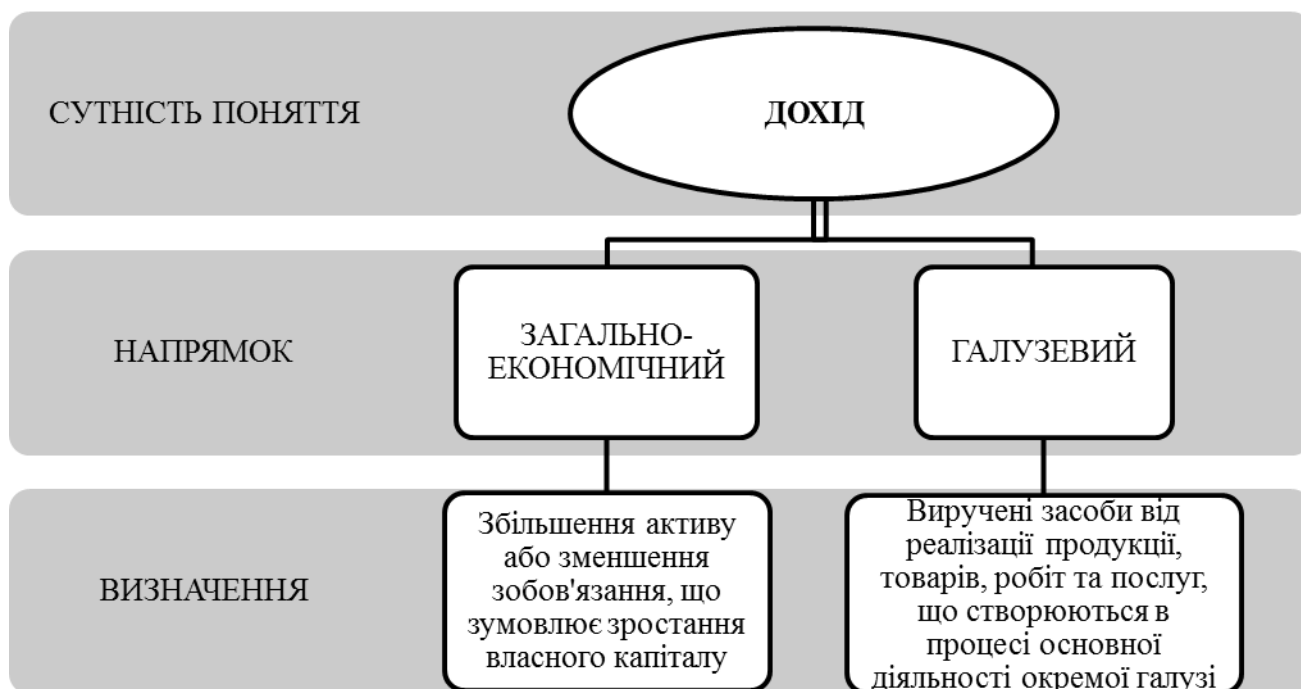 СУТНІСТЬ ПОНЯТТЯ
ДОХІД
НАПРЯМОК
ЗАГАЛЬНО-
ЕКОНОМІЧНИЙ
ГАЛУЗЕВИЙ
ВИЗНАЧЕННЯ
Збільшення активу
або зменшення
зобов'язання, що
зумовлює зростання
власного капіталу
Виручені засоби від
реалізації продукції,
товарів, робіт та послуг,
що створюються в
процесі основної
діяльності окремої галузі